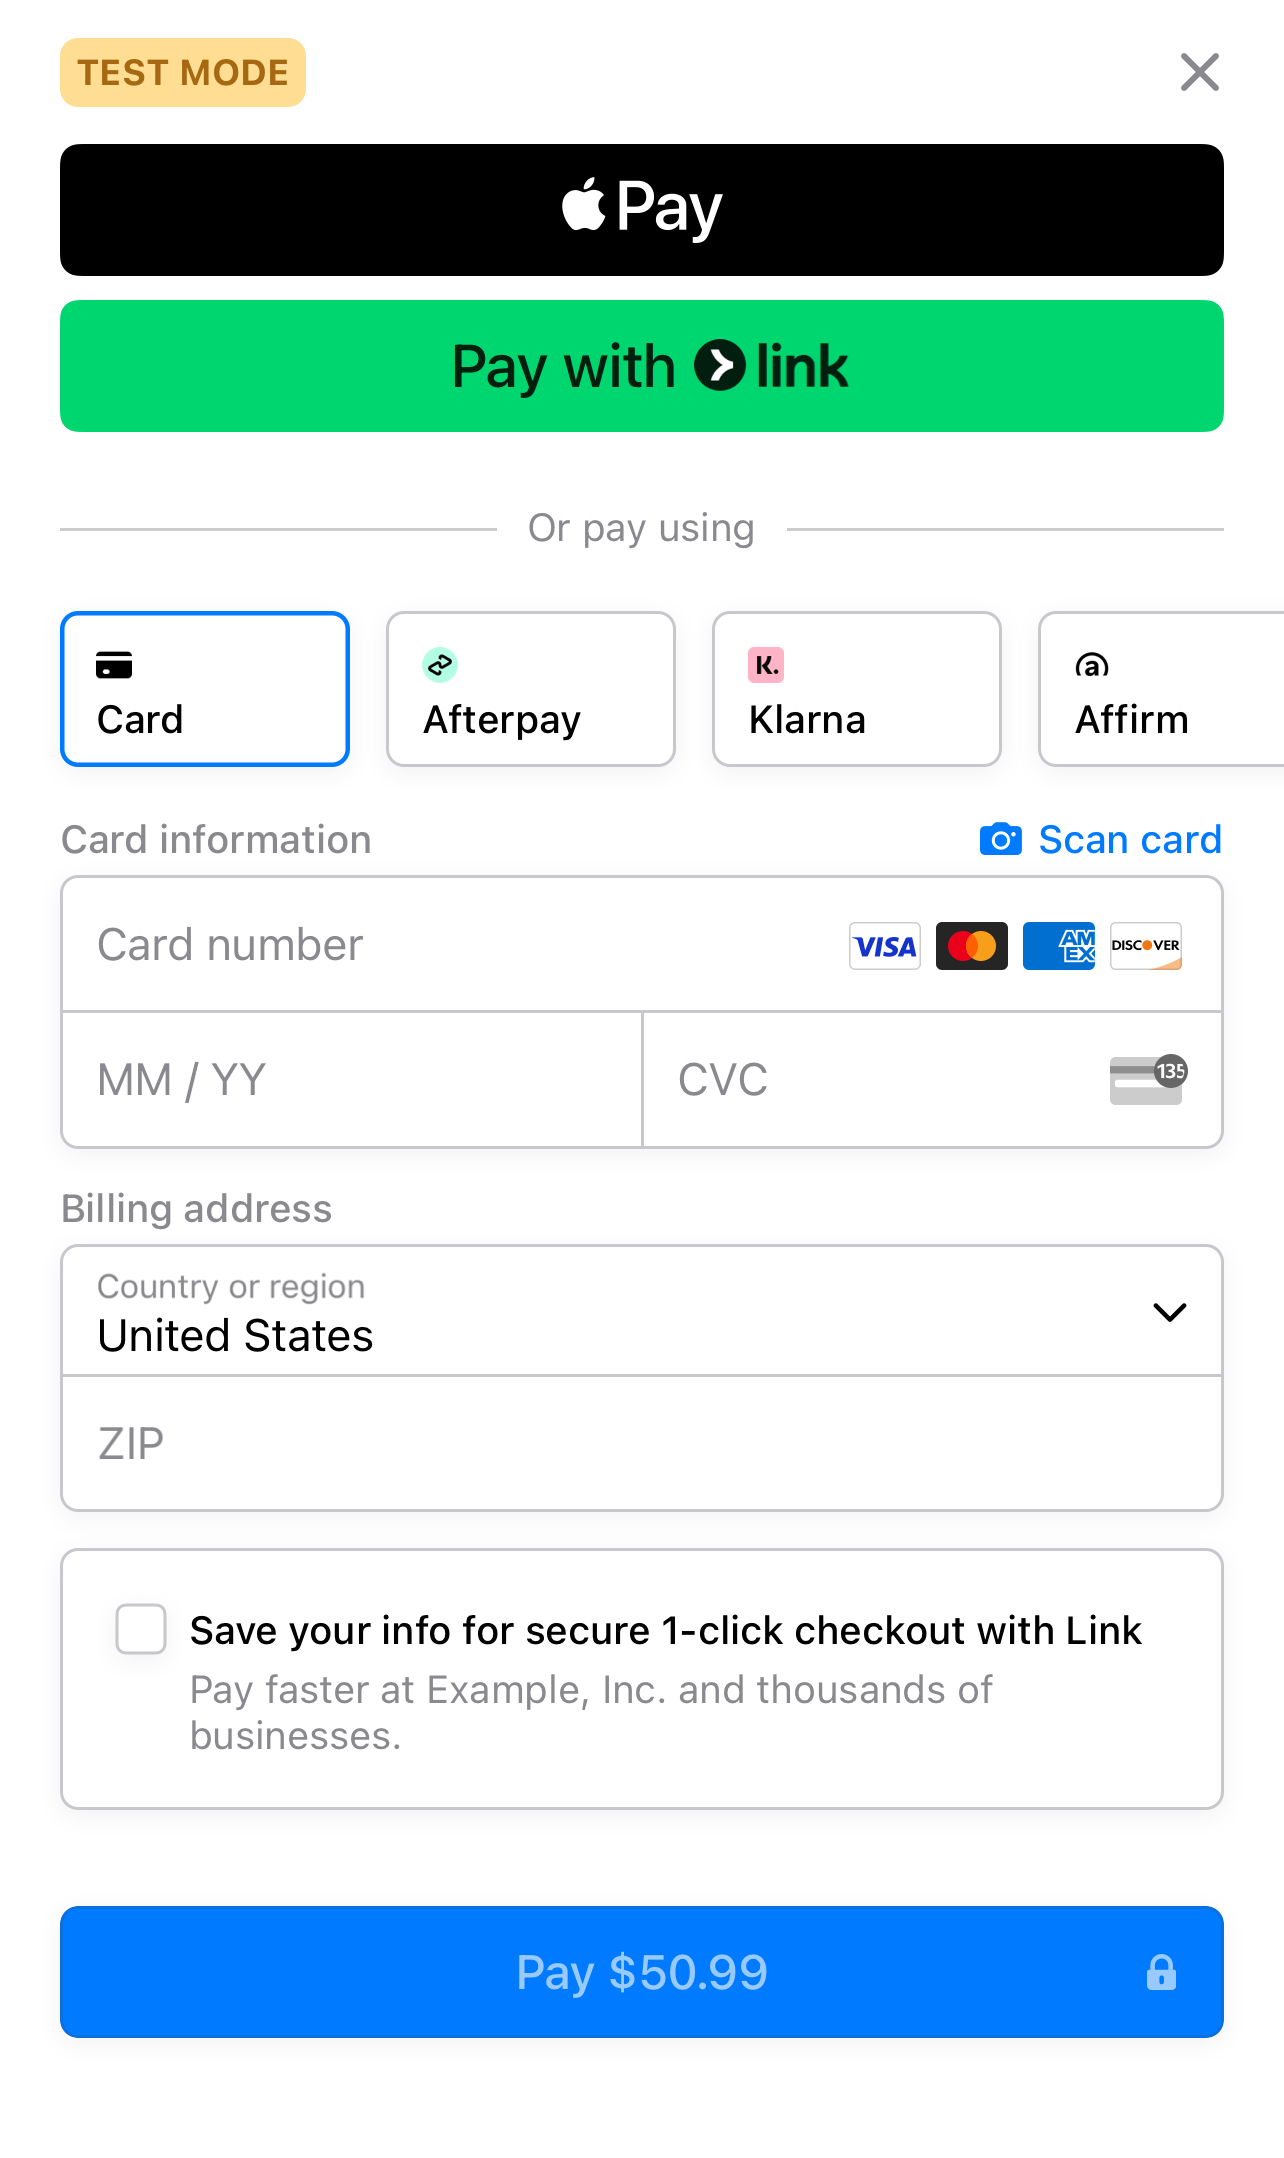 TEST MODE
Pay
Pay with link
Or pay using
Card
Afterpay
K.
Klarna
a
Affirm
Card information
Scan card
Card number
VISA
AM
EX
DISCOVER
MM / YY
CVC
135
Billing address
Country or region
United States
ZIP
Save your info for secure 1-click checkout with Link
Pay faster at Example, Inc. and thousands of
businesses.
Pay $50.99